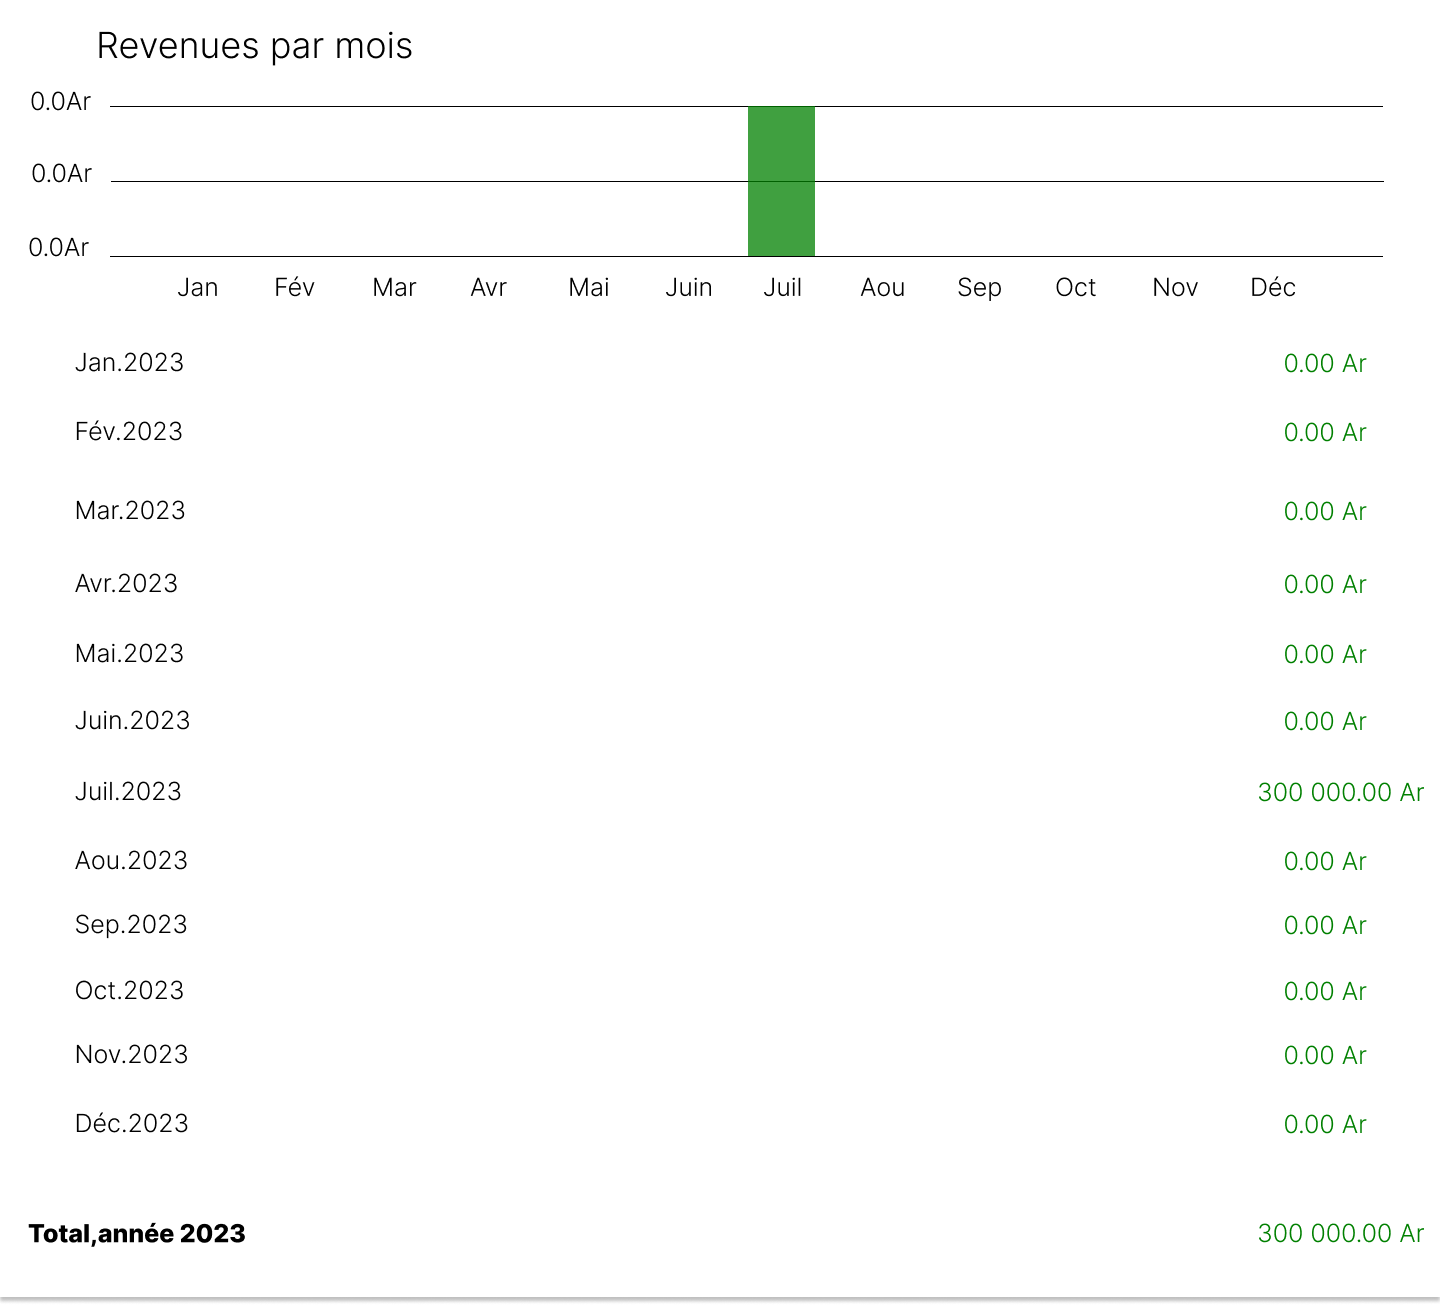 Revenues par mois
0.0Ar
0.0Ar
0.0Ar
Jan Fév Mar Avr Mai Juin Juil Aou Sep Oct Nov Déc
Jan.2023 0.00 Ar
Fév.2023 0.00 Ar
Mar.2023 0.00 Ar
Avr.2023 0.00 Ar
Mai.2023 0.00 Ar
Juin.2023 0.00 Ar
Juil.2023 300 000.00 Ar
Aou.2023 0.00 Ar
Sep.2023 0.00 Ar
Oct.2023 0.00 Ar
Nov.2023 0.00 Ar
Déc.2023 0.00 Ar
Total,année 2023 300 000.00 Ar